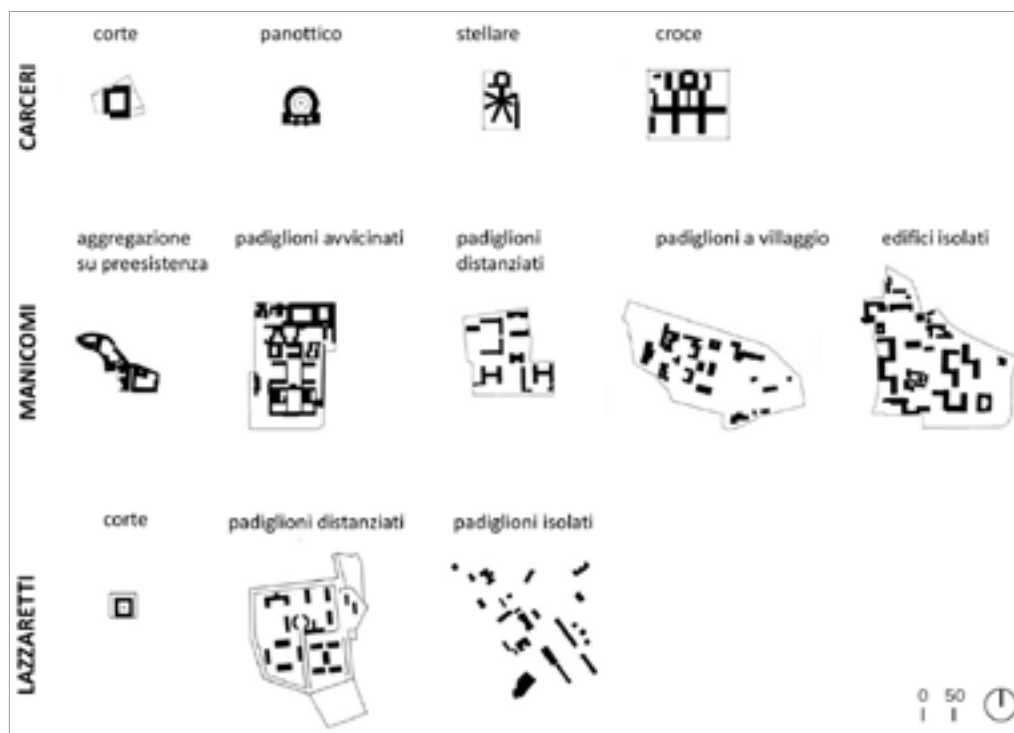 corte
panottico
stellare
croce
CARCERI
aggregazione
su preesistenza
padiglioni avvicinati
padiglioni
distanziati
padiglioni a villaggio
edifici isolati
MANICOMI
corte
padiglioni distanziati
padiglioni isolati
LAZZARETTI
0 50